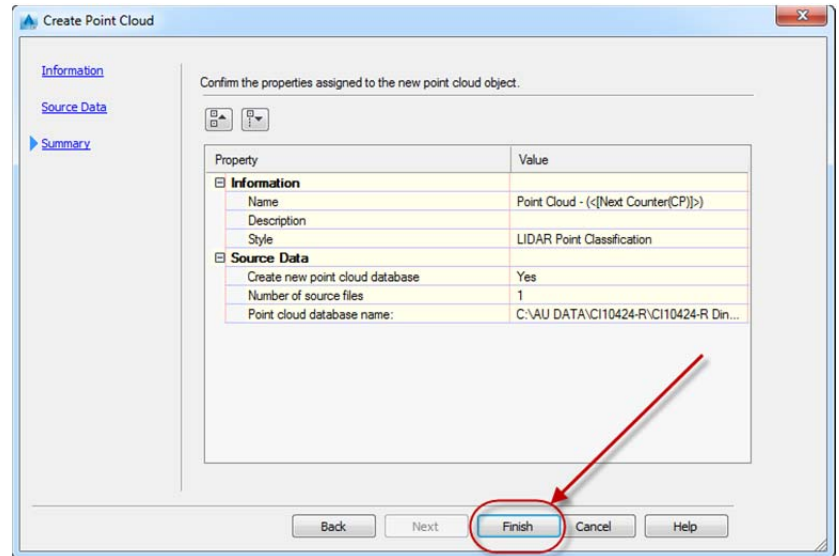 Create Point Cloud
Information
Source Data
Summary
Confirm the properties assigned to the new point cloud object.
Property Value
Information
Name Point Cloud - (<[Next Counter(CP)]>)
Description
Style LIDAR Point Classification
Source Data
Create new point cloud database Yes
Number of source files 1
Point cloud database name: C:\AU DATA\CI10424-R\CI10424-R Din...
Back Next Finish Cancel Help